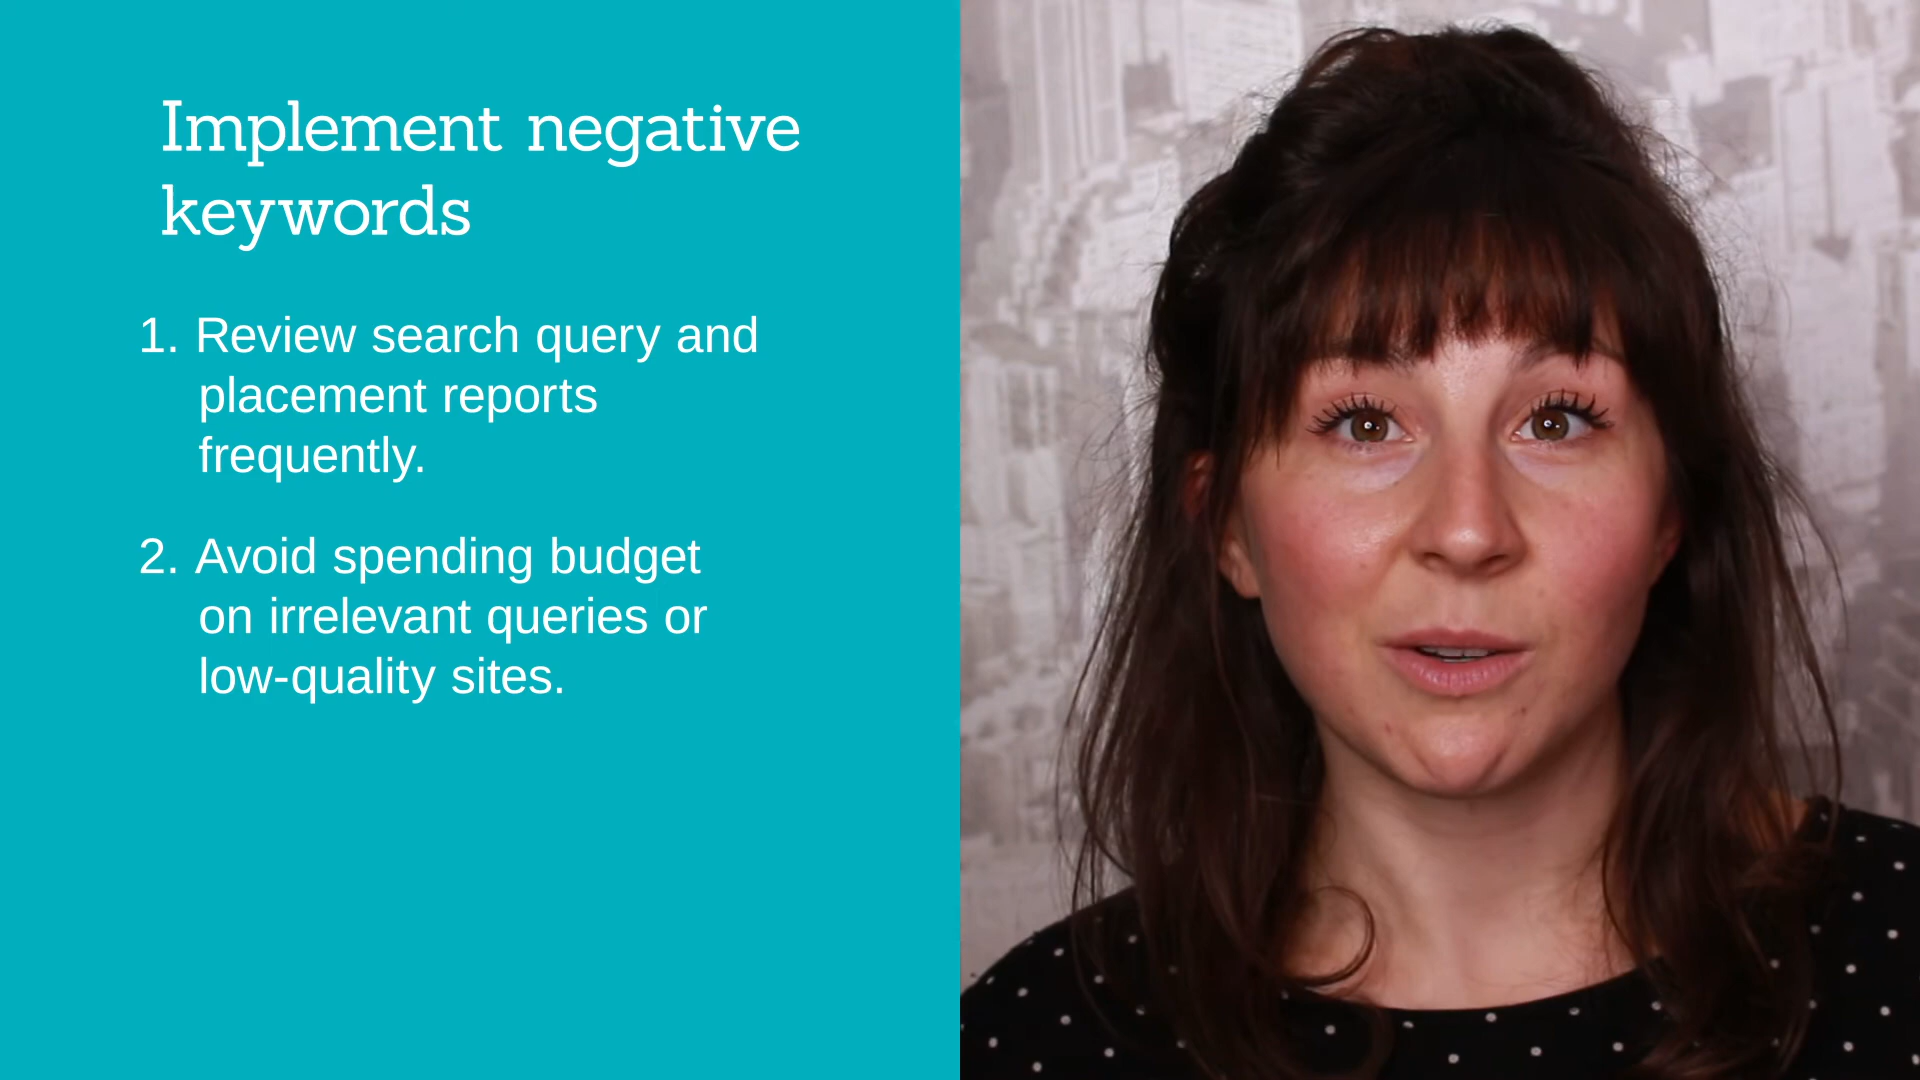 Implement negative
keywords
1. Review search query and
placement reports
frequently.
2. Avoid spending budget
on irrelevant queries or
low-quality sites.